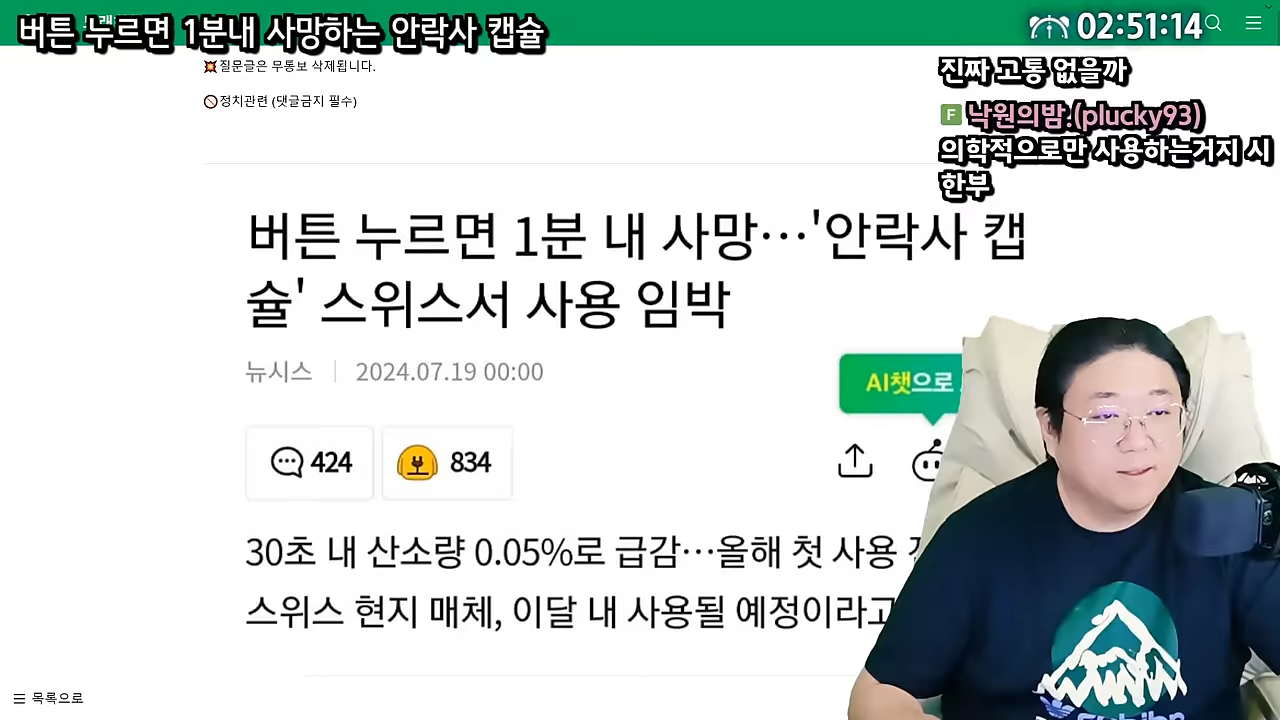 버튼 누르면 1분내 사망하는 안락사 캡슐
02:51:14
💥질문글은 무통보 삭제됩니다.
🚫정치관련 (댓글금지 필수)
진짜 고통 없을까
F 낙원의밤.(plucky93)
의학적으로만 사용하는거지 시
한부
버튼 누르면 1분 내 사망…'안락사 캡
슐' 스위스서 사용 임박
뉴시스 | 2024.07.19 00:00
AI챗으로
424 834
30초 내 산소량 0.05%로 급감…올해 첫 사용
스위스 현지 매체, 이달 내 사용될 예정이라고
☰ 목록으로